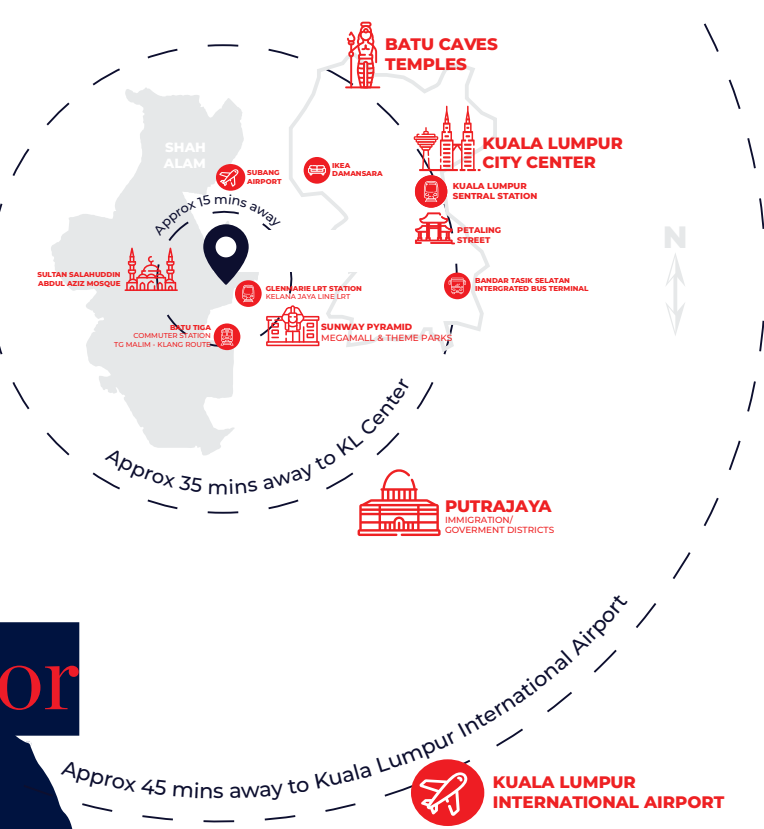 BATU CAVES
TEMPLES
KUALA LUMPUR
CITY CENTER
SHAH
ALAM
IKEA
DAMANSARA
SUBANG
AIRPORT
KUALA LUMPUR
SENTRAL STATION
Approx 15 mins away
PETALING
STREET
N
SULTAN SALAHUDDIN
ABDUL AZIZ MOSQUE
GLENMARIE LRT STATION
KELANA JAYA LINE LRT
BANDAR TASIK SELATAN
INTERGRATED BUS TERMINAL
BATU TIGA
COMMUTER STATION
TG MALIM - KLANG ROUTE
SUNWAY PYRAMID
MEGAMALL & THEME PARKS
Approx 35 mins away to KL Center
PUTRAJAYA
IMMIGRATION/
GOVERMENT DISTRICTS
or
Approx 45 mins away to Kuala Lumpur International Airport
KUALA LUMPUR
INTERNATIONAL AIRPORT